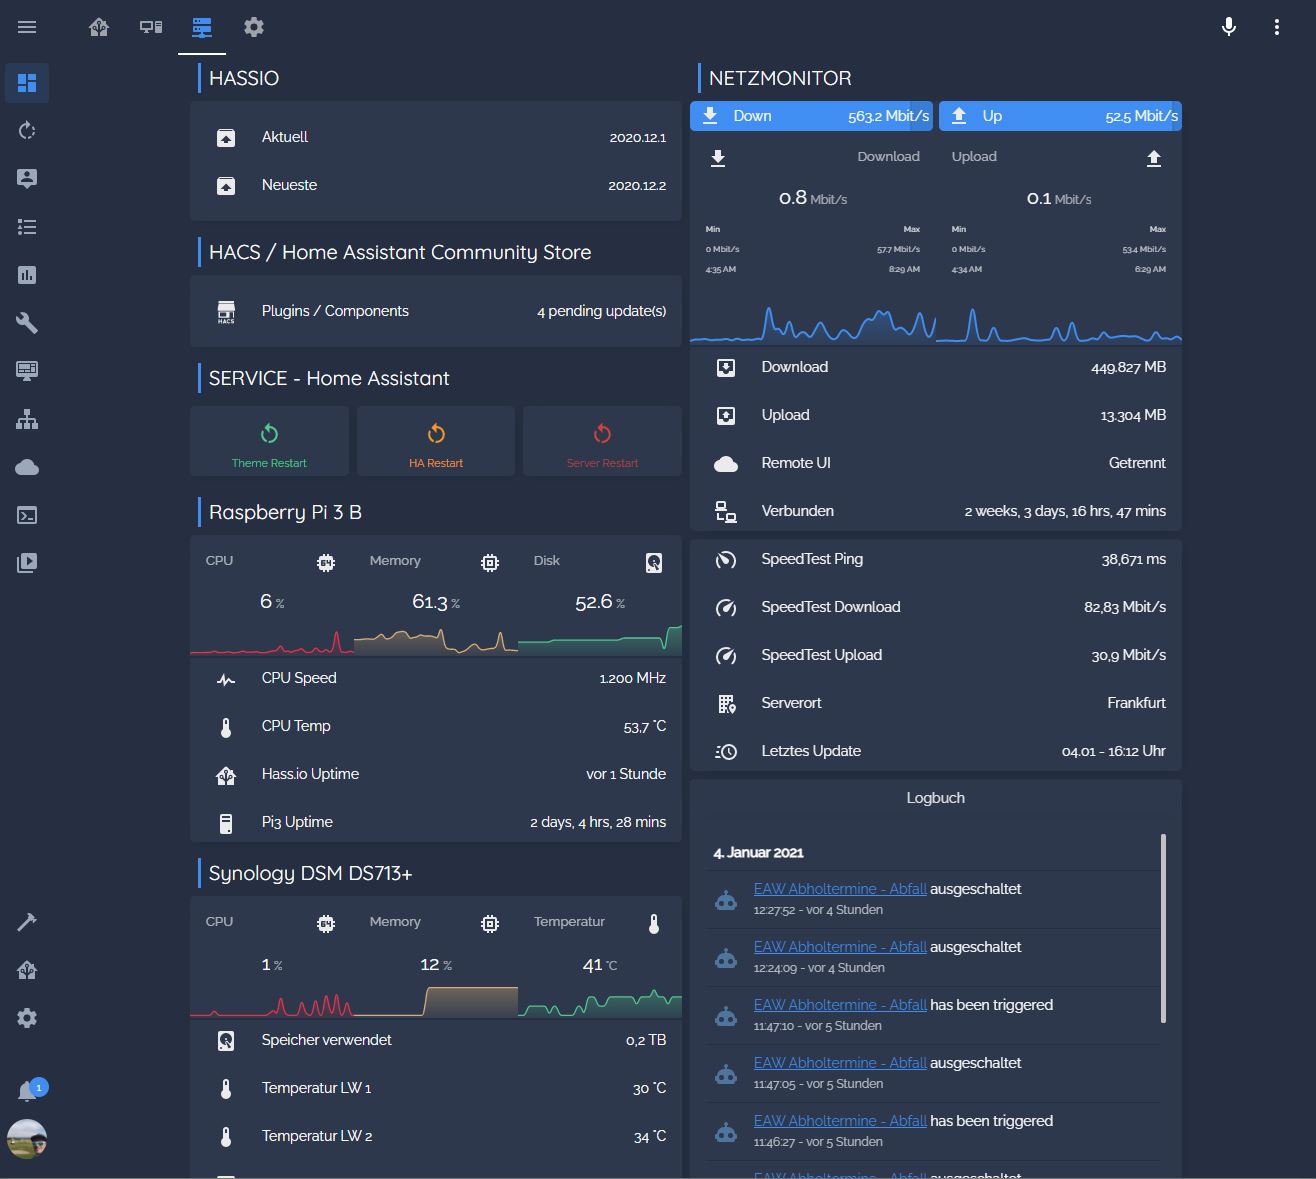 HASSIO
Aktuell 2020.12.1
Neueste 2020.12.2
HACS / Home Assistant Community Store
HACS
Plugins / Components 4 pending update(s)
SERVICE - Home Assistant
Theme Restart
HA Restart
Server Restart
Raspberry Pi 3 B
CPU Memory Disk
64
6 % 61.3 % 52.6 %
CPU Speed 1.200 MHz
CPU Temp 53,7 °C
Hass.io Uptime vor 1 Stunde
Pi3 Uptime 2 days, 4 hrs, 28 mins
Synology DSM DS713+
CPU Memory Temperatur
64
1 % 12 % 41 °C
Speicher verwendet 0,2 TB
Temperatur LW 1 30 °C
Temperatur LW 2 34 °C
1
NETZMONITOR
Down 563.2 Mbit/s Up 52.5 Mbit/s
Download Upload
0.8 Mbit/s 0.1 Mbit/s
Min Max Min Max
0 Mbit/s 57.7 Mbit/s 0 Mbit/s 53.4 Mbit/s
4:35 AM 8:29 AM 4:34 AM 6:29 AM
Download 449.827 MB
Upload 13.304 MB
Remote UI Getrennt
Verbunden 2 weeks, 3 days, 16 hrs, 47 mins
SpeedTest Ping 38,671 ms
SpeedTest Download 82,83 Mbit/s
SpeedTest Upload 30,9 Mbit/s
Serverort Frankfurt
Letztes Update 04.01 - 16:12 Uhr
Logbuch
4. Januar 2021
EAW Abholtermine - Abfall ausgeschaltet
12:27:52 - vor 4 Stunden
EAW Abholtermine - Abfall ausgeschaltet
12:24:09 - vor 4 Stunden
EAW Abholtermine - Abfall has been triggered
11:47:10 - vor 5 Stunden
EAW Abholtermine - Abfall ausgeschaltet
11:47:05 - vor 5 Stunden
EAW Abholtermine - Abfall has been triggered
11:46:27 - vor 5 Stunden
EAW Abholtermine - Abfall ausgeschaltet